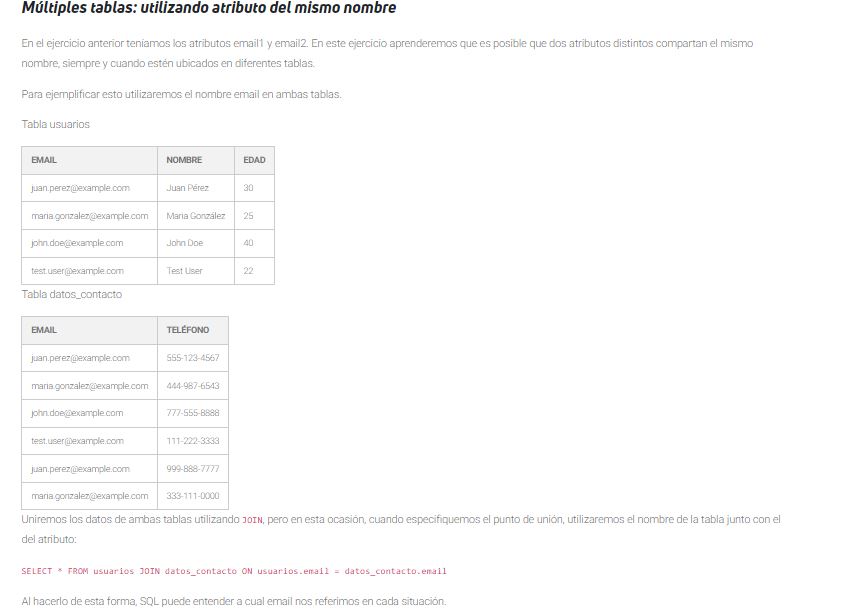 Múltiples tablas: utilizando atributo del mismo nombre
En el ejercicio anterior teníamos los atributos email1 y email2. En este ejercicio aprenderemos que es posible que dos atributos distintos compartan el mismo
nombre, siempre y cuando estén ubicados en diferentes tablas.
Para ejemplificar esto utilizaremos el nombre email en ambas tablas.
Tabla usuarios
EMAIL NOMBRE EDAD
juan.perez@example.com Juan Pérez 30
maria.gonzalez@example.com Maria González 25
john.doe@example.com John Doe 40
test.user@example.com Test User 22
Tabla datos_contacto
EMAIL TELÉFONO
juan.perez@example.com 555-123-4567
maria.gonzalez@example.com 444-987-6543
john.doe@example.com 777-555-8888
test.user@example.com 111-222-3333
juan.perez@example.com 999-888-7777
maria.gonzalez@example.com 333-111-0000
Uniremos los datos de ambas tablas utilizando JOIN, pero en esta ocasión, cuando especifiquemos el punto de unión, utilizaremos el nombre de la tabla junto con el
del atributo:
SELECT * FROM usuarios JOIN datos_contacto ON usuarios.email = datos_contacto.email
Al hacerlo de esta forma, SQL puede entender a cual email nos referimos en cada situación.